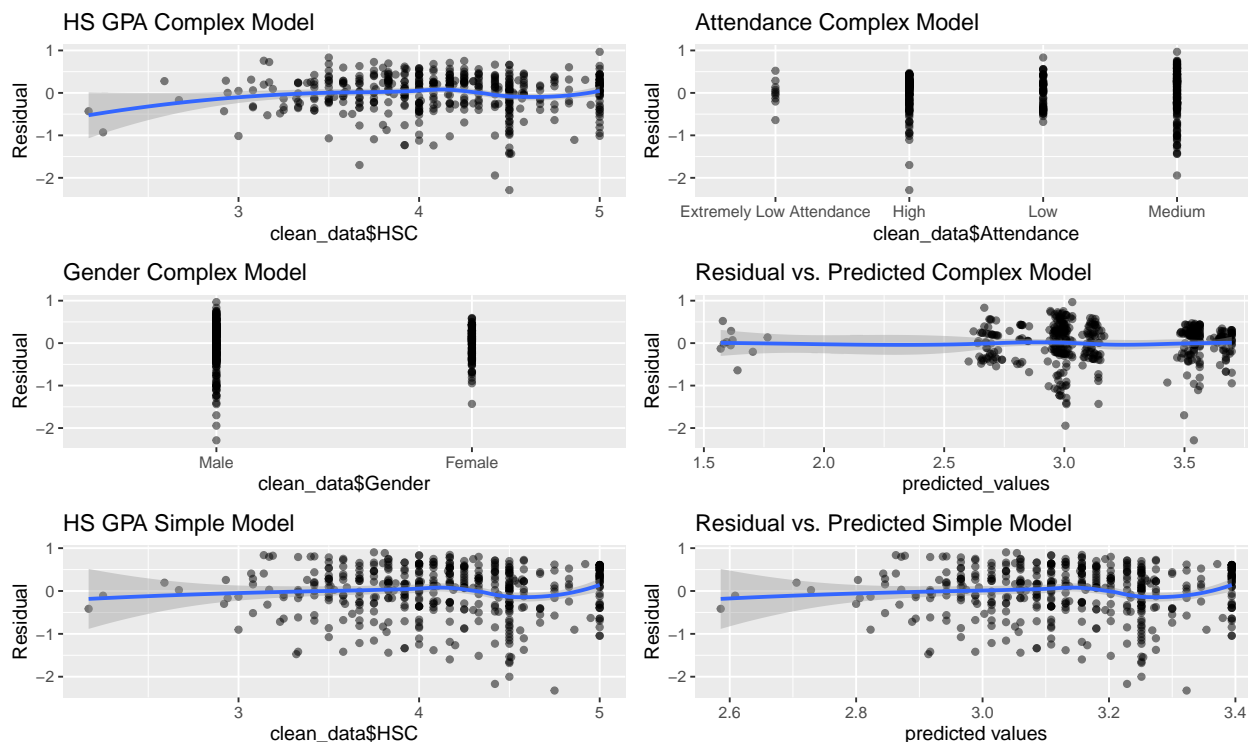 HS GPA Complex Model
Residual
1
0
−1
−2
3
4
5
clean_data$HSC
Attendance Complex Model
Residual
1
0
−1
−2
Extremely Low Attendance
High
Low
Medium
clean_data$Attendance
Gender Complex Model
Residual
1
0
−1
−2
Male
Female
clean_data$Gender
Residual vs. Predicted Complex Model
Residual
1
0
−1
−2
1.5
2.0
2.5
3.0
3.5
predicted_values
HS GPA Simple Model
Residual
1
0
−1
−2
3
4
5
clean_data$HSC
Residual vs. Predicted Simple Model
Residual
1
0
−1
−2
2.6
2.8
3.0
3.2
3.4
predicted values